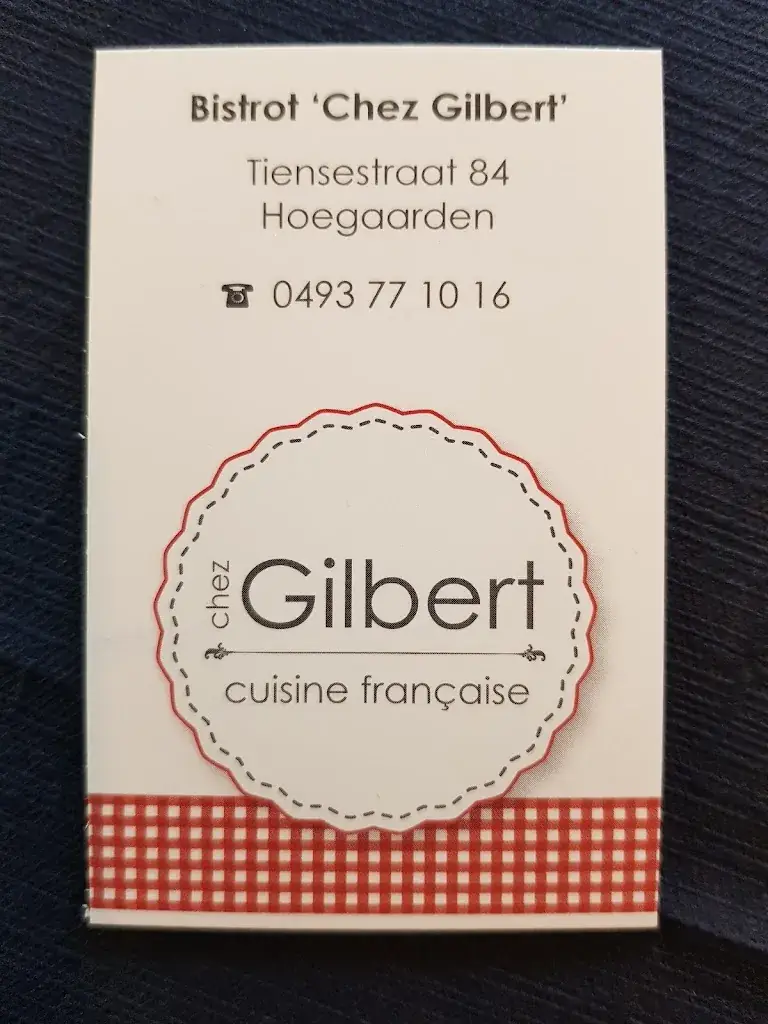 Bistrot ‘Chez Gilbert’
Tiensestraat 84
Hoegaarden
☎ 0493 77 10 16
chez Gilbert
cuisine française